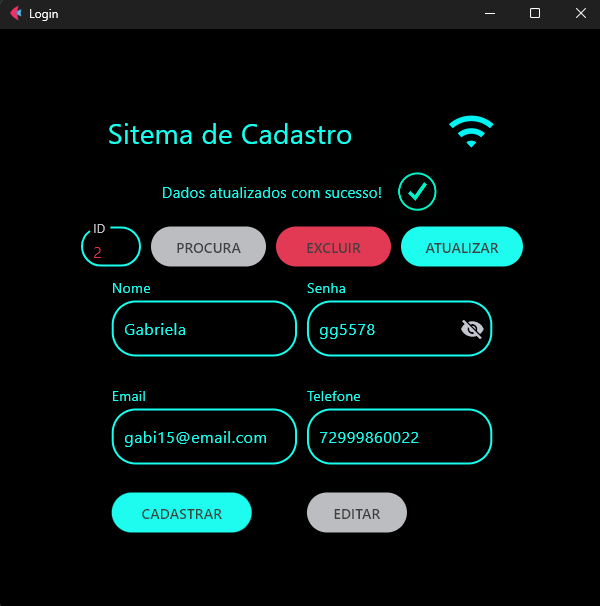 Login
Sitema de Cadastro
Dados atualizados com sucesso!
ID
2
PROCURA
EXCLUIR
ATUALIZAR
Nome
Senha
Gabriela
gg5578
Email
Telefone
gabi15@email.com
72999860022
CADASTRAR
EDITAR